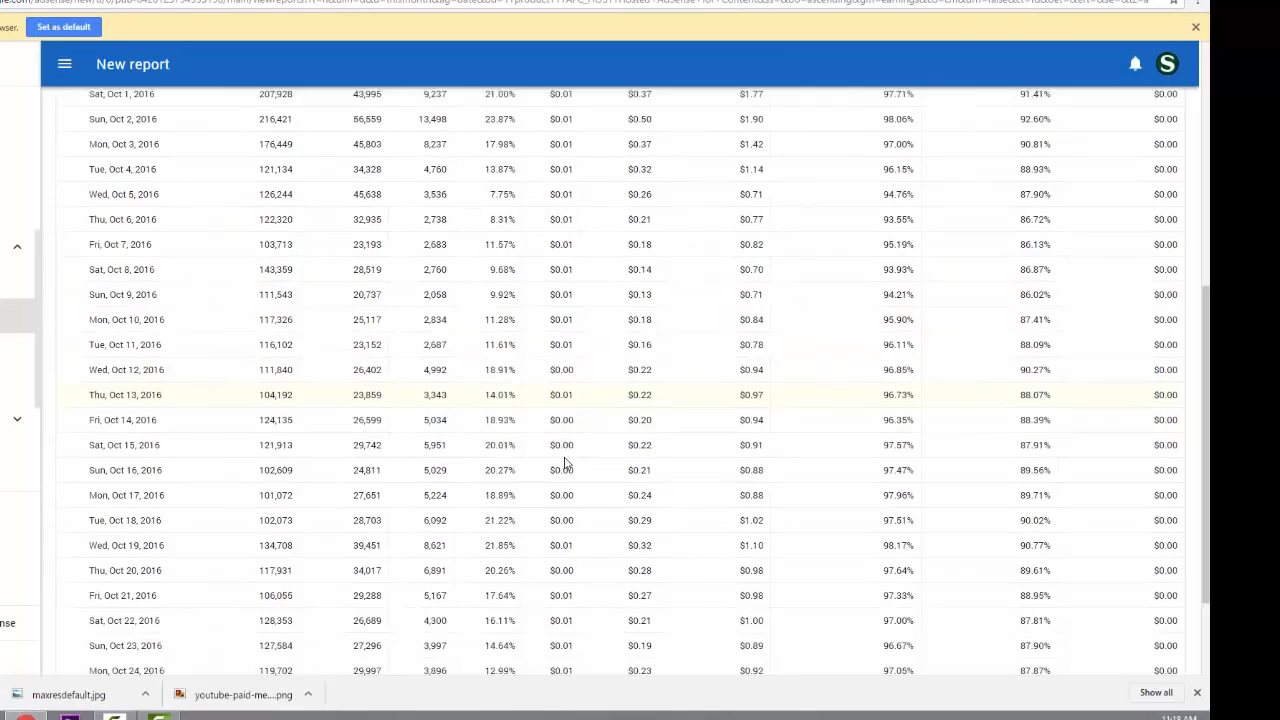 wser. Set as default
New report S
Sat, Oct 1, 2016 207,928 43,995 9,237 21.00% $0.01 $0.37 $1.77 97.71% 91.41% $0.00
Sun, Oct 2, 2016 216,421 56,559 13,498 23.87% $0.01 $0.50 $1.90 98.06% 92.60% $0.00
Mon, Oct 3, 2016 176,449 45,803 8,237 17.98% $0.01 $0.37 $1.42 97.00% 90.81% $0.00
Tue, Oct 4, 2016 121,134 34,328 4,760 13.87% $0.01 $0.32 $1.14 96.15% 88.93% $0.00
Wed, Oct 5, 2016 126,244 45,638 3,536 7.75% $0.01 $0.26 $0.71 94.76% 87.90% $0.00
Thu, Oct 6, 2016 122,320 32,935 2,738 8.31% $0.01 $0.21 $0.77 93.55% 86.72% $0.00
Fri, Oct 7, 2016 103,713 23,193 2,683 11.57% $0.01 $0.18 $0.82 95.19% 86.13% $0.00
Sat, Oct 8, 2016 143,359 28,519 2,760 9.68% $0.01 $0.14 $0.70 93.93% 86.87% $0.00
Sun, Oct 9, 2016 111,543 20,737 2,058 9.92% $0.01 $0.13 $0.71 94.21% 86.02% $0.00
Mon, Oct 10, 2016 117,326 25,117 2,834 11.28% $0.01 $0.18 $0.84 95.90% 87.41% $0.00
Tue, Oct 11, 2016 116,102 23,152 2,687 11.61% $0.01 $0.16 $0.78 96.11% 88.09% $0.00
Wed, Oct 12, 2016 111,840 26,402 4,992 18.91% $0.00 $0.22 $0.94 96.85% 90.27% $0.00
Thu, Oct 13, 2016 104,192 23,859 3,343 14.01% $0.01 $0.22 $0.97 96.73% 88.07% $0.00
Fri, Oct 14, 2016 124,135 26,599 5,034 18.93% $0.00 $0.20 $0.94 96.35% 88.39% $0.00
Sat, Oct 15, 2016 121,913 29,742 5,951 20.01% $0.00 $0.22 $0.91 97.57% 87.91% $0.00
Sun, Oct 16, 2016 102,609 24,811 5,029 20.27% $0.00 $0.21 $0.88 97.47% 89.56% $0.00
Mon, Oct 17, 2016 101,072 27,651 5,224 18.89% $0.00 $0.24 $0.88 97.96% 89.71% $0.00
Tue, Oct 18, 2016 102,073 28,703 6,092 21.22% $0.00 $0.29 $1.02 97.51% 90.02% $0.00
Wed, Oct 19, 2016 134,708 39,451 8,621 21.85% $0.01 $0.32 $1.10 98.17% 90.77% $0.00
Thu, Oct 20, 2016 117,931 34,017 6,891 20.26% $0.00 $0.28 $0.98 97.64% 89.61% $0.00
Fri, Oct 21, 2016 106,055 29,288 5,167 17.64% $0.01 $0.27 $0.98 97.33% 88.95% $0.00
Sat, Oct 22, 2016 128,353 26,689 4,300 16.11% $0.01 $0.21 $1.00 97.00% 87.81% $0.00
nse
Sun, Oct 23, 2016 127,584 27,296 3,997 14.64% $0.01 $0.19 $0.89 96.67% 87.90% $0.00
Mon, Oct 24, 2016 119,702 29,997 3,896 12.99% $0.01 $0.23 $0.92 97.05% 87.87% $0.00
maxresdefault.jpg youtube-paid-me....png Show all